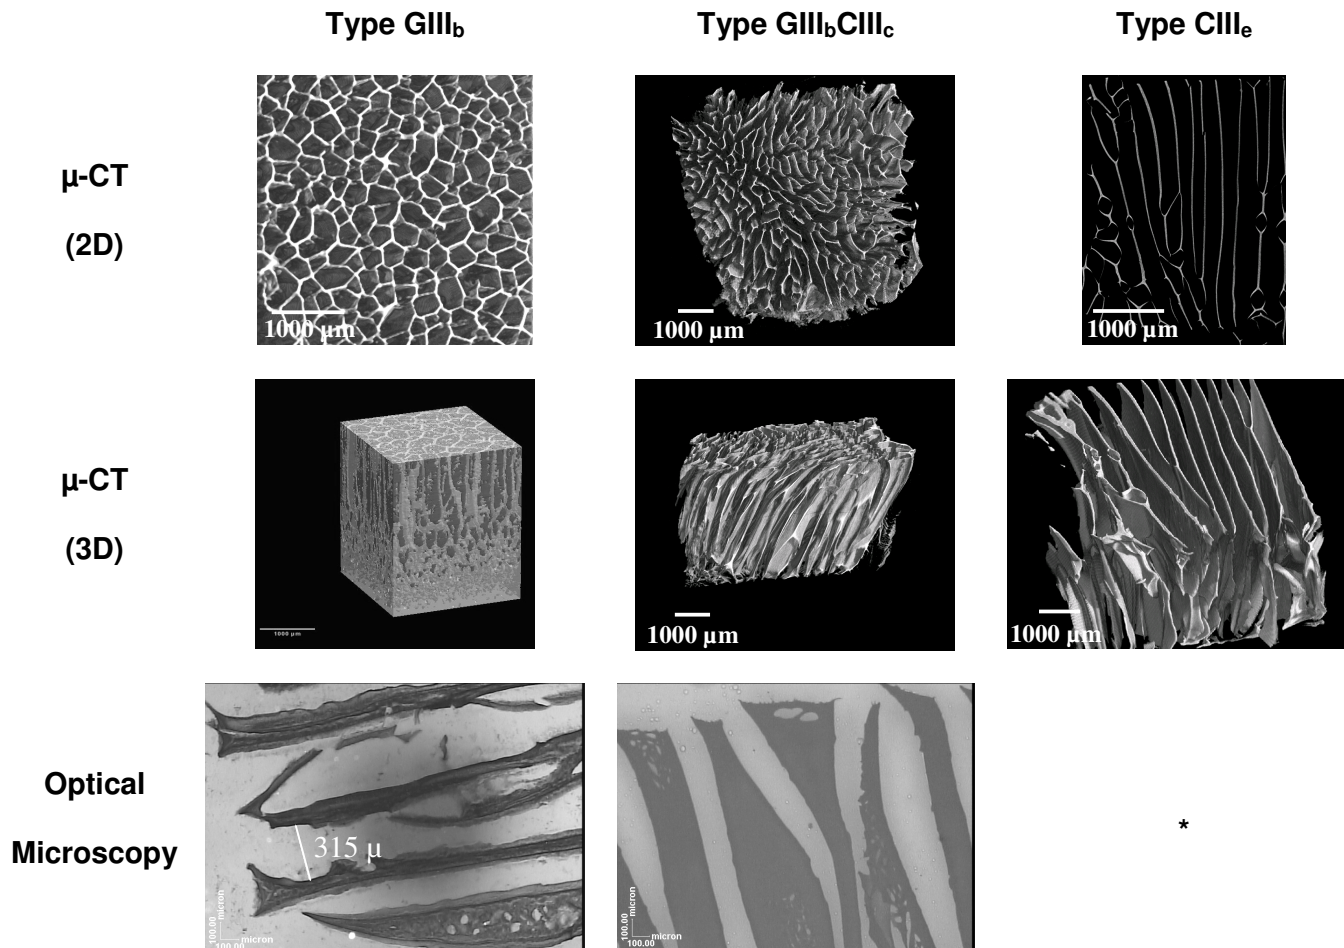 Type GIIIb
Type GIIIbCIIIc
Type CIIIe
µ-CT
(2D)
1000 µm
1000 µm
1000 µm
µ-CT
(3D)
1000 µm
1000 µm
1000 µm
Optical
Microscopy
315 µ
100.00
micron
100.00
micron
100.00
micron
100.00
micron
*